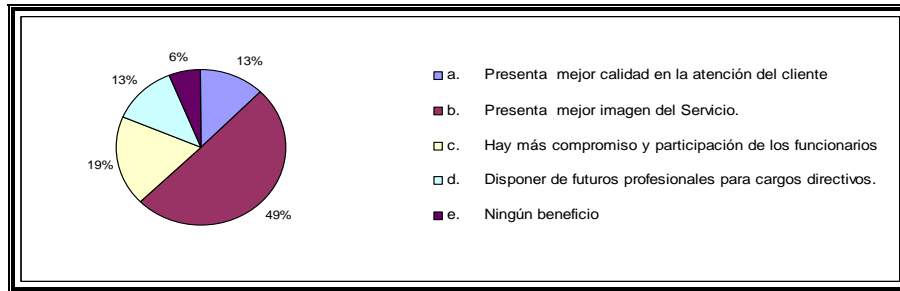 6%
13%
13%
19%
49%
a. Presenta mejor calidad en la atención del cliente
b. Presenta mejor imagen del Servicio.
c. Hay más compromiso y participación de los funcionarios
d. Disponer de futuros profesionales para cargos directivos.
e. Ningún beneficio